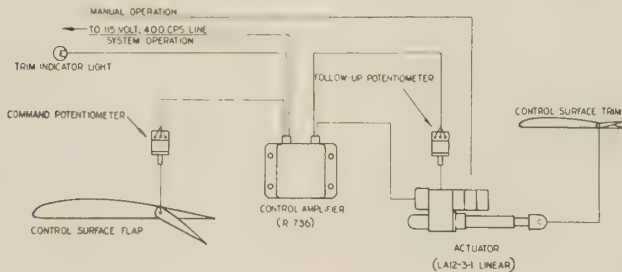 MANUAL OPERATION
TO 115 VOLT, 400 CPS LINE
SYSTEM OPERATION
TRIM INDICATOR LIGHT
FOLLOW-UP POTENTIOMETER
COMMAND POTENTIOMETER
CONTROL SURFACE TRIM
CONTROL AMPLIFIER
(R 736)
CONTROL SURFACE FLAP
ACTUATOR
(LA12-3-1 LINEAR)